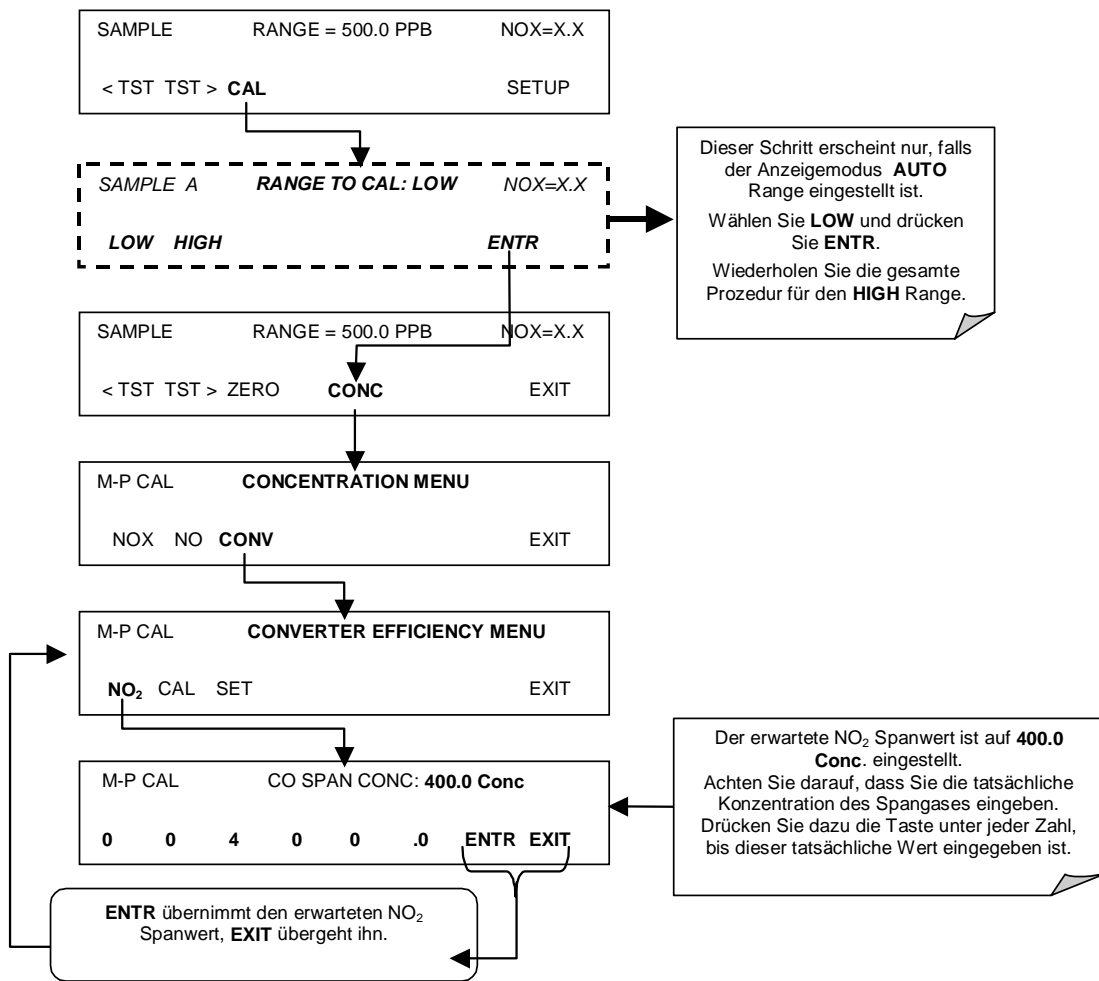 SAMPLE RANGE = 500.0 PPB NOX=X.X
< TST TST > CAL SETUP
SAMPLE A RANGE TO CAL: LOW NOX=X.X
LOW HIGH ENTR
Dieser Schritt erscheint nur, falls
der Anzeigemodus AUTO
Range eingestellt ist.
Wählen Sie LOW und drücken
Sie ENTR.
Wiederholen Sie die gesamte
Prozedur für den HIGH Range.
SAMPLE RANGE = 500.0 PPB NOX=X.X
< TST TST > ZERO CONC EXIT
M-P CAL CONCENTRATION MENU
NOX NO CONV EXIT
M-P CAL CONVERTER EFFICIENCY MENU
NO₂ CAL SET EXIT
M-P CAL CO SPAN CONC: 400.0 Conc
0 0 4 0 0 .0 ENTR EXIT
Der erwartete NO₂ Spanwert ist auf 400.0
Conc. eingestellt.
Achten Sie darauf, dass Sie die tatsächliche
Konzentration des Spangases eingeben.
Drücken Sie dazu die Taste unter jeder Zahl,
bis dieser tatsächliche Wert eingegeben ist.
ENTR übernimmt den erwarteten NO₂
Spanwert, EXIT übergeht ihn.